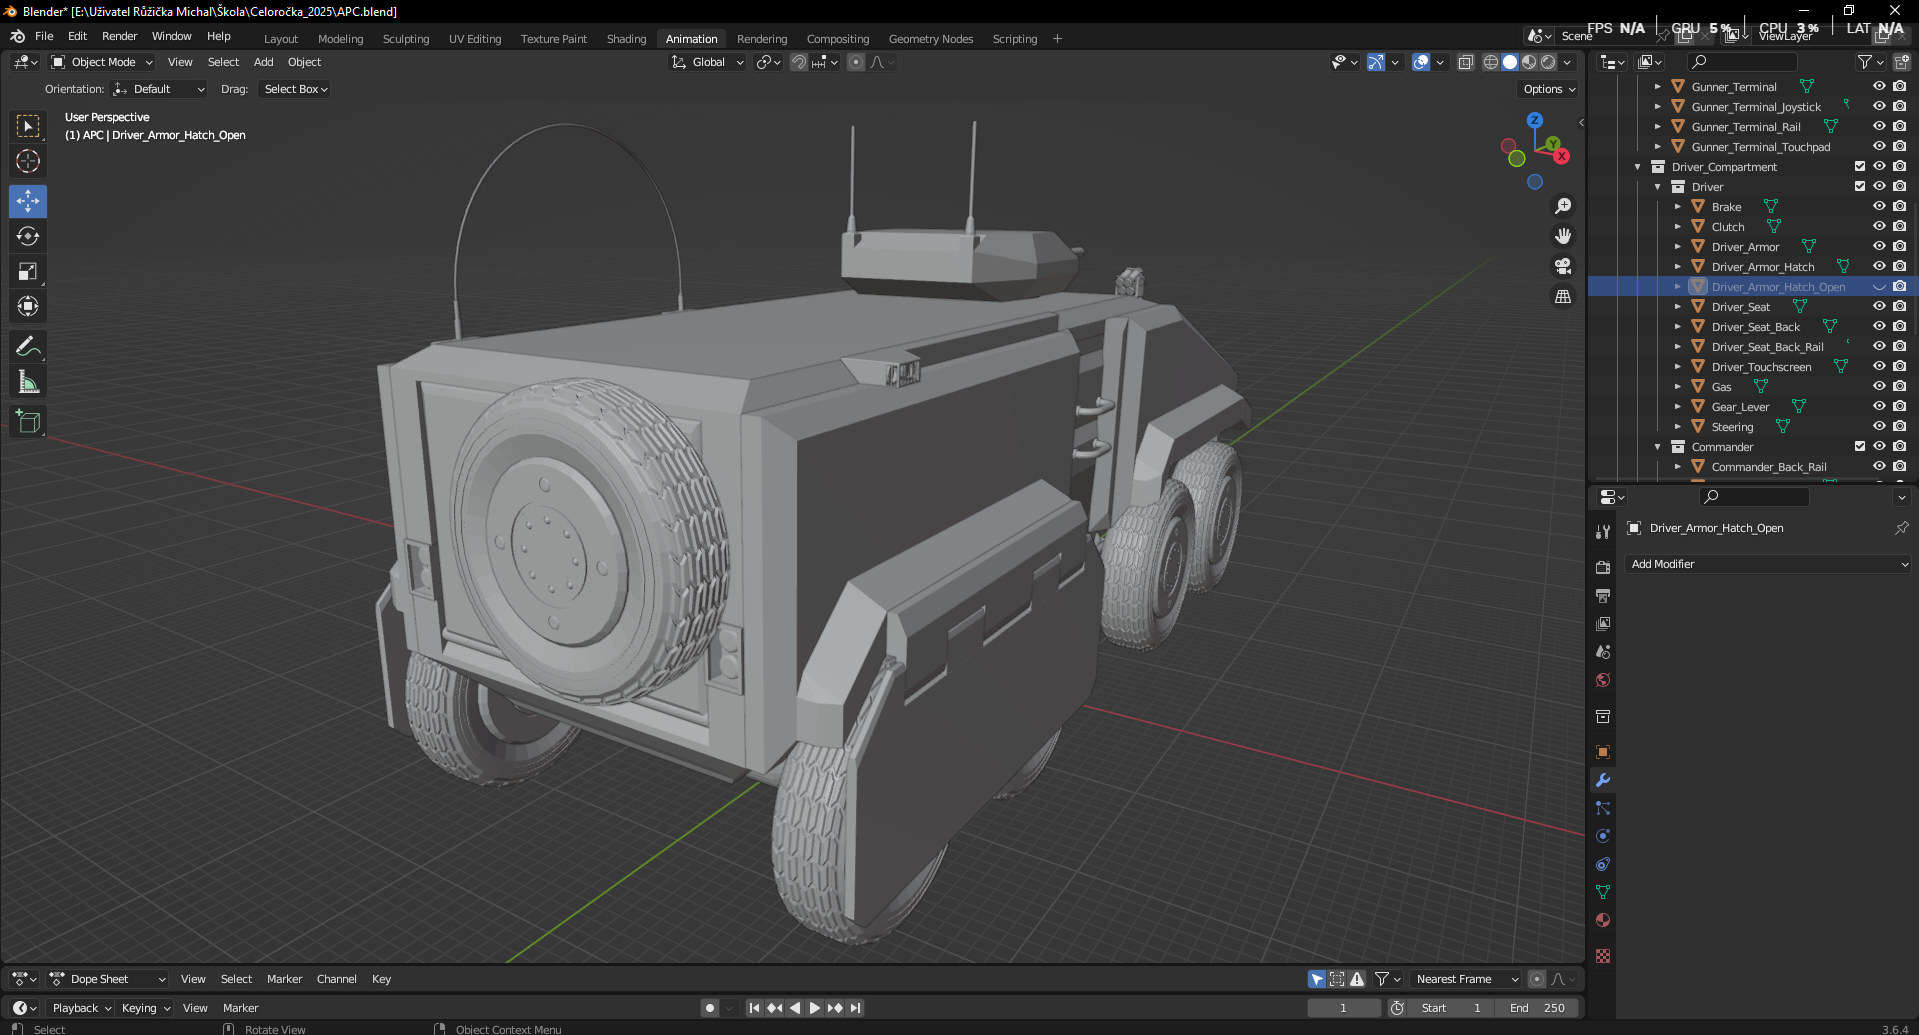 Blender* [E:\Uživatel Růžička Michal\Škola\Celoročka_2025\APC.blend]
File Edit Render Window Help Layout Modeling Sculpting UV Editing Texture Paint Shading Animation Rendering Compositing Geometry Nodes Scripting + Scene ViewLayer
FPS N/A GRU 5 % CPU 3 % LAT N/A
Object Mode View Select Add Object Global
Orientation: Default Drag: Select Box Options
User Perspective
(1) APC | Driver_Armor_Hatch_Open
Z
Y
X
Gunner_Terminal
Gunner_Terminal_Joystick
Gunner_Terminal_Rail
Gunner_Terminal_Touchpad
Driver_Compartment
Driver
Brake
Clutch
Driver_Armor
Driver_Armor_Hatch
Driver_Armor_Hatch_Open
Driver_Seat
Driver_Seat_Back
Driver_Seat_Back_Rail
Driver_Touchscreen
Gas
Gear_Lever
Steering
Commander
Commander_Back_Rail
Driver_Armor_Hatch_Open
Add Modifier
Dope Sheet View Select Marker Channel Key Nearest Frame
Playback Keying View Marker 1 Start 1 End 250
Select Rotate View Object Context Menu 3.6.4